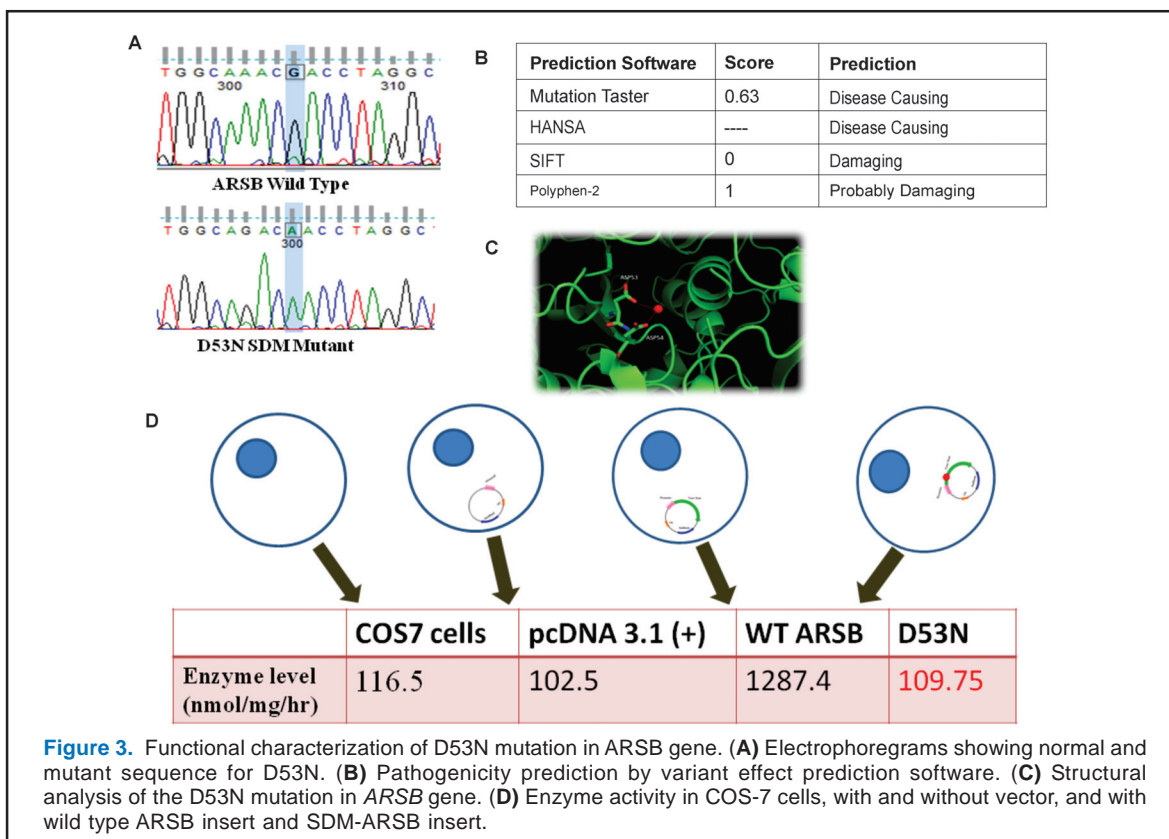 A
TGGCAAACGACCTAGGC
300 310
ARSB Wild Type
TGGCAGACAACCTAGGC
300
D53N SDM Mutant
B
Prediction Software Score Prediction
Mutation Taster 0.63 Disease Causing
HANSA ---- Disease Causing
SIFT 0 Damaging
Polyphen-2 1 Probably Damaging
C
ASP53
ASP54
D
COS7 cells pcDNA 3.1 (+) WT ARSB D53N
Enzyme level
(nmol/mg/hr) 116.5 102.5 1287.4 109.75
Figure 3. Functional characterization of D53N mutation in ARSB gene. (A) Electrophoregrams showing normal and
mutant sequence for D53N. (B) Pathogenicity prediction by variant effect prediction software. (C) Structural
analysis of the D53N mutation in ARSB gene. (D) Enzyme activity in COS-7 cells, with and without vector, and with
wild type ARSB insert and SDM-ARSB insert.